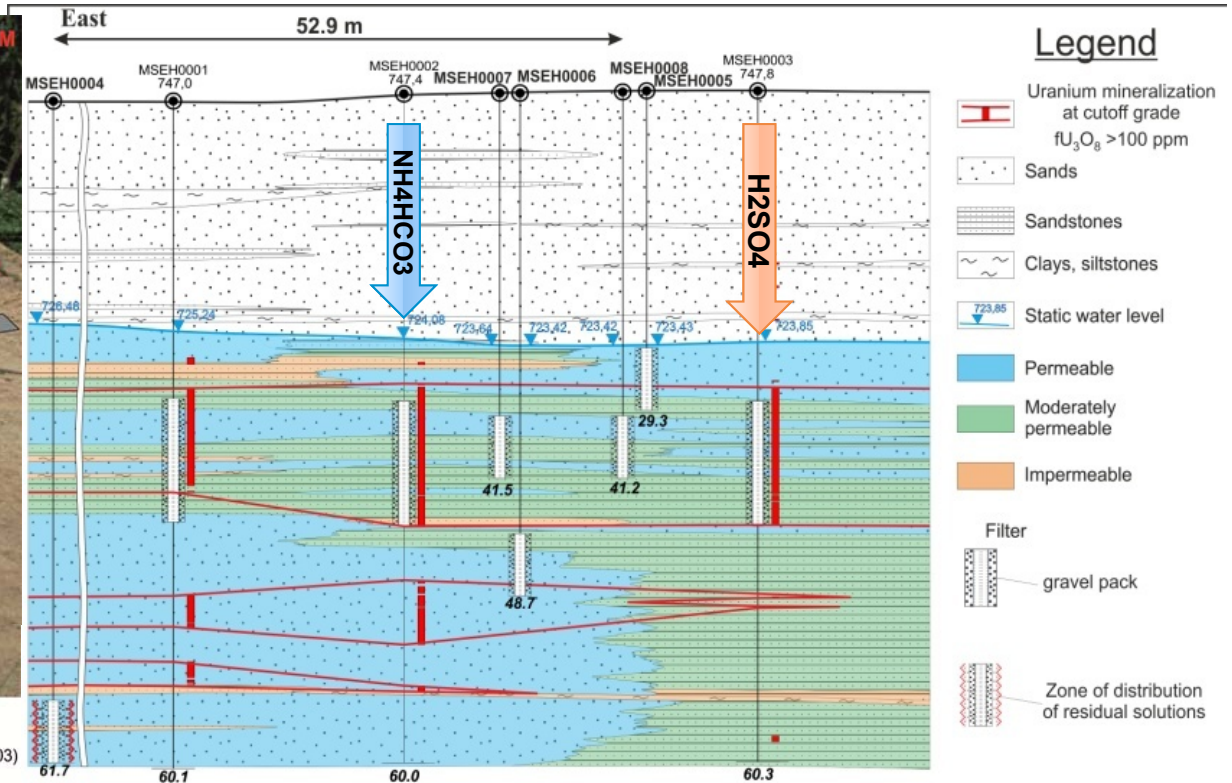 M
East
52.9 m
MSEH0004
MSEH0001
747,0
MSEH0002
747,4
MSEH0007
MSEH0006
MSEH0008
MSEH0005
MSEH0003
747,8
NH4HCO3
H2SO4
726,48
725,24
724,08
723,64
723,42
723,42
723,43
723,85
29.3
41.5
41.2
48.7
61.7
60.1
60.0
60.3
03)
Legend
Uranium mineralization
at cutoff grade
fU₃O₈ >100 ppm
Sands
Sandstones
Clays, siltstones
723,85
Static water level
Permeable
Moderately
permeable
Impermeable
Filter
gravel pack
Zone of distribution
of residual solutions